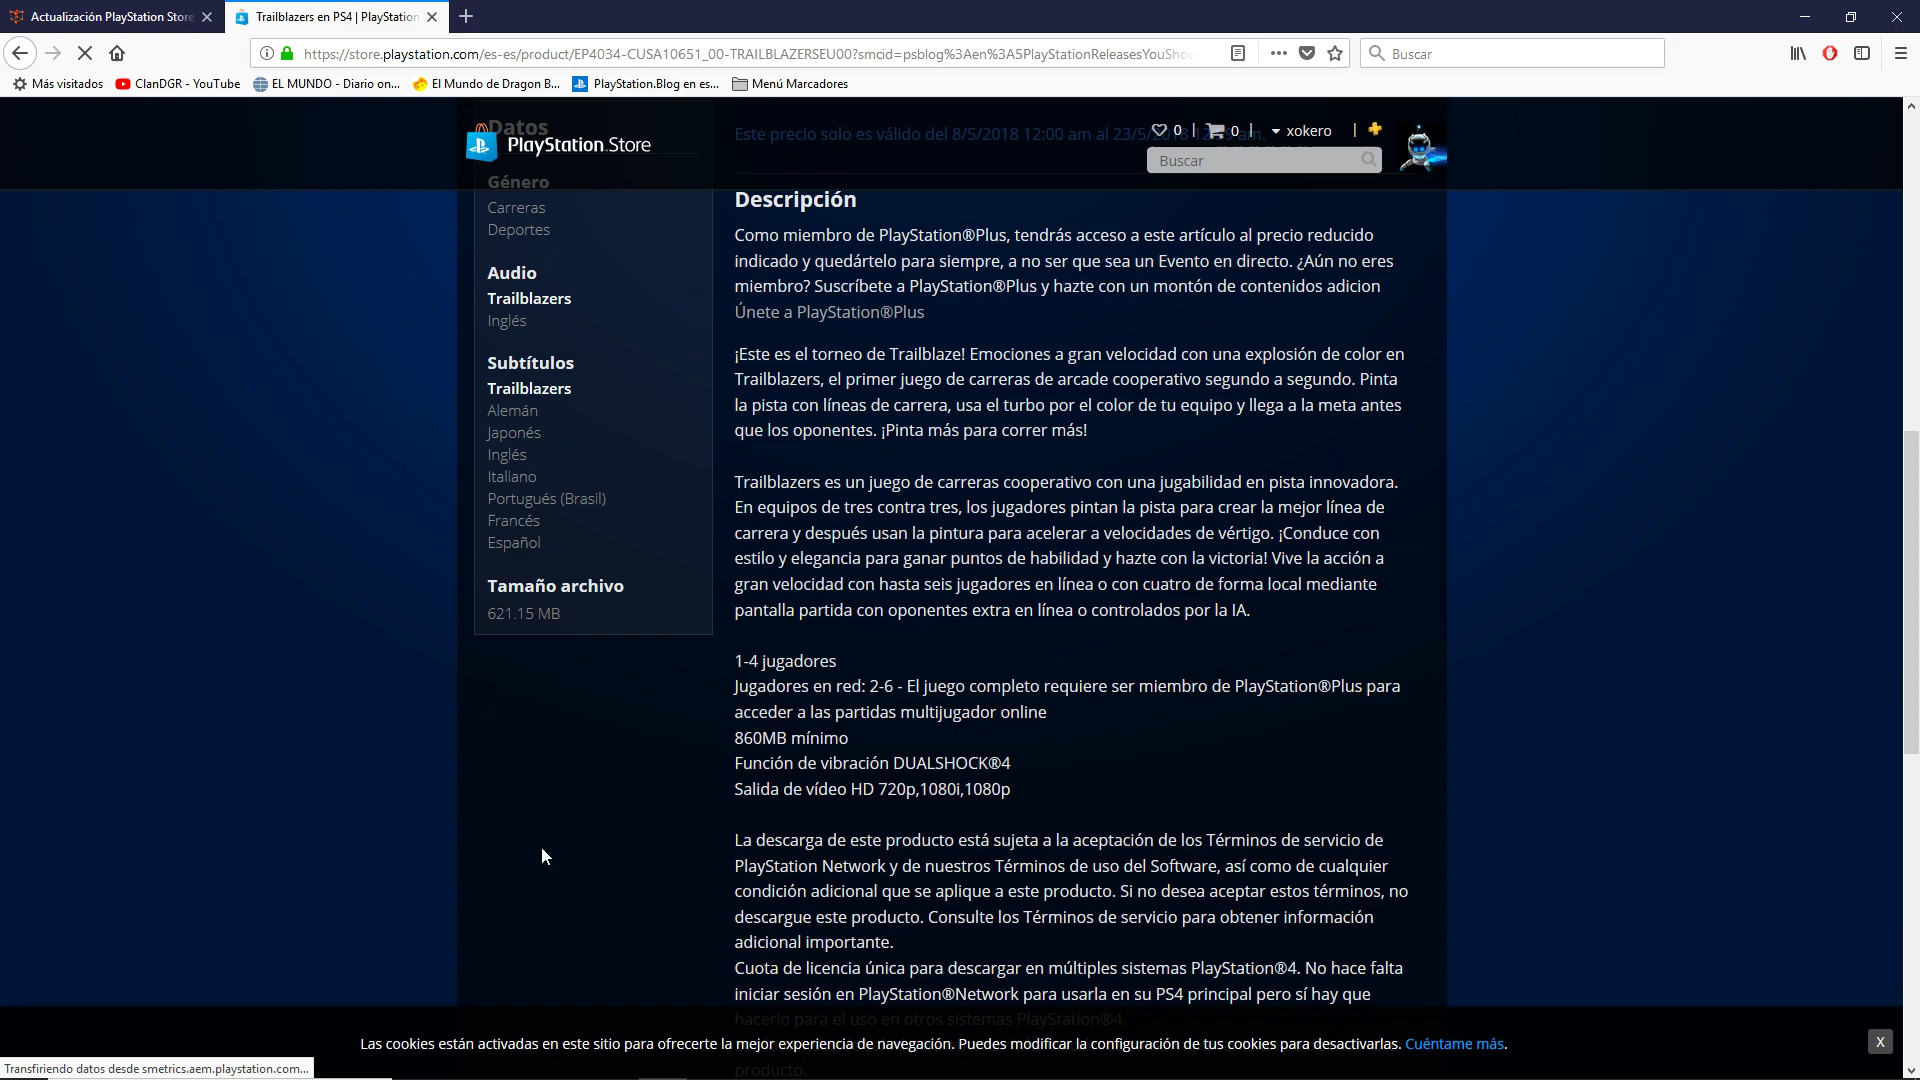 Actualización PlayStation Store
Trailblazers en PS4 | PlayStation
https://store.playstation.com/es-es/product/EP4034-CUSA10651_00-TRAILBLAZERSEU00?smcid=psblog%3Aen%3A5PlayStationReleasesYouShou
Buscar
Más visitados
ClanDGR - YouTube
EL MUNDO - Diario on...
El Mundo de Dragon B...
PlayStation.Blog en es...
Menú Marcadores
PlayStation.Store
0
0
xokero
Buscar
Datos
Género
Carreras
Deportes
Audio
Trailblazers
Inglés
Subtítulos
Trailblazers
Alemán
Japonés
Inglés
Italiano
Portugués (Brasil)
Francés
Español
Tamaño archivo
621.15 MB
Este precio solo es válido del 8/5/2018 12:00 am al
Descripción
Como miembro de PlayStation®Plus, tendrás acceso a este artículo al precio reducido
indicado y quedártelo para siempre, a no ser que sea un Evento en directo. ¿Aún no eres
miembro? Suscríbete a PlayStation®Plus y hazte con un montón de contenidos adicion
Únete a PlayStation®Plus
¡Este es el torneo de Trailblaze! Emociones a gran velocidad con una explosión de color en
Trailblazers, el primer juego de carreras de arcade cooperativo segundo a segundo. Pinta
la pista con líneas de carrera, usa el turbo por el color de tu equipo y llega a la meta antes
que los oponentes. ¡Pinta más para correr más!
Trailblazers es un juego de carreras cooperativo con una jugabilidad en pista innovadora.
En equipos de tres contra tres, los jugadores pintan la pista para crear la mejor línea de
carrera y después usan la pintura para acelerar a velocidades de vértigo. ¡Conduce con
estilo y elegancia para ganar puntos de habilidad y hazte con la victoria! Vive la acción a
gran velocidad con hasta seis jugadores en línea o con cuatro de forma local mediante
pantalla partida con oponentes extra en línea o controlados por la IA.
1-4 jugadores
Jugadores en red: 2-6 - El juego completo requiere ser miembro de PlayStation®Plus para
acceder a las partidas multijugador online
860MB mínimo
Función de vibración DUALSHOCK®4
Salida de vídeo HD 720p,1080i,1080p
La descarga de este producto está sujeta a la aceptación de los Términos de servicio de
PlayStation Network y de nuestros Términos de uso del Software, así como de cualquier
condición adicional que se aplique a este producto. Si no desea aceptar estos términos, no
descargue este producto. Consulte los Términos de servicio para obtener información
adicional importante.
Cuota de licencia única para descargar en múltiples sistemas PlayStation®4. No hace falta
iniciar sesión en PlayStation®Network para usarla en su PS4 principal pero sí hay que
hacerlo para el uso en otros sistemas PlayStation®4.
Las cookies están activadas en este sitio para ofrecerte la mejor experiencia de navegación. Puedes modificar la configuración de tus cookies para desactivarlas. Cuéntame más.
X
producto.
Transfiriendo datos desde smetrics.aem.playstation.com...